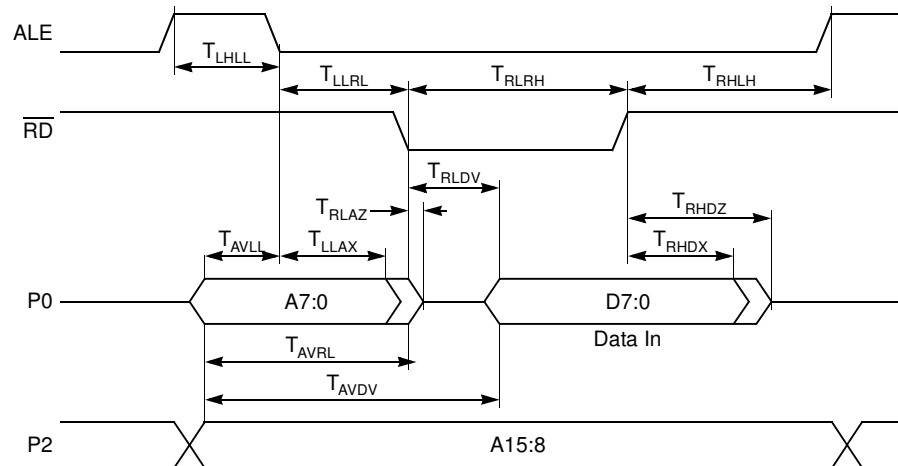 ALE
T_LHLL
T_LLRL
T_RLRH
T_RHLH
RD
T_RLDV
T_RLAZ
T_RHDZ
T_AVLL
T_LLAX
T_RHDX
P0
A7:0
D7:0
Data In
T_AVRL
T_AVDV
P2
A15:8